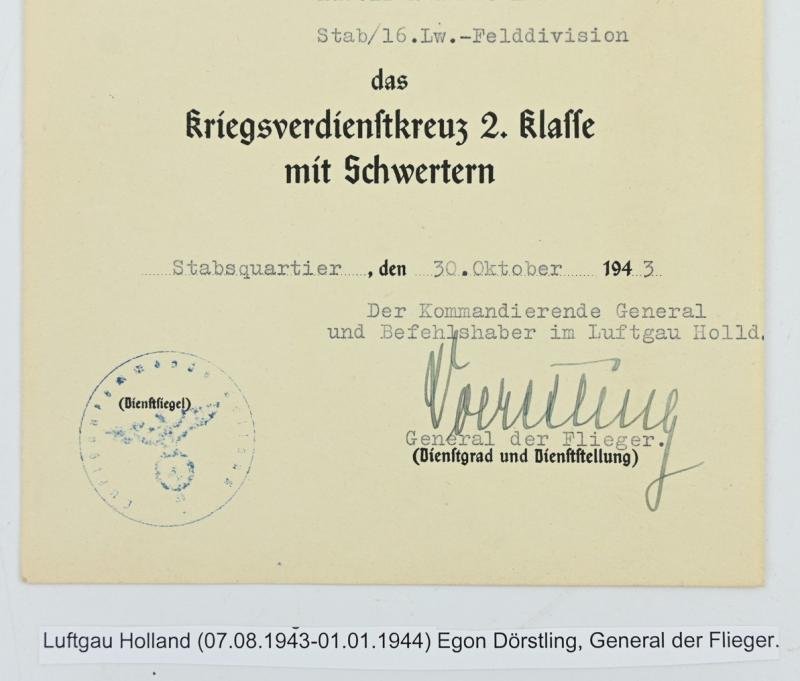 Stab/16.Lw.-Felddivision
das
Kriegsverdienstkreuz 2. Klasse
mit Schwertern
Stabsquartier, den 30.Oktober 1943
Der Kommandierende General
und Befehlshaber im Luftgau Holld.
(Dienstsiegel)
General der Flieger.
(Dienstgrad und Dienststellung)
Luftgau Holland (07.08.1943-01.01.1944) Egon Dörstling, General der Flieger.